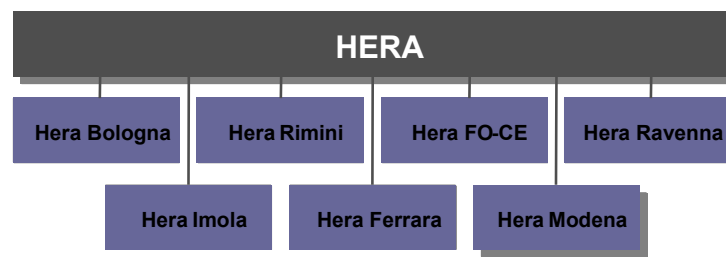 HERA
Hera Bologna
Hera Rimini
Hera FO-CE
Hera Ravenna
Hera Imola
Hera Ferrara
Hera Modena